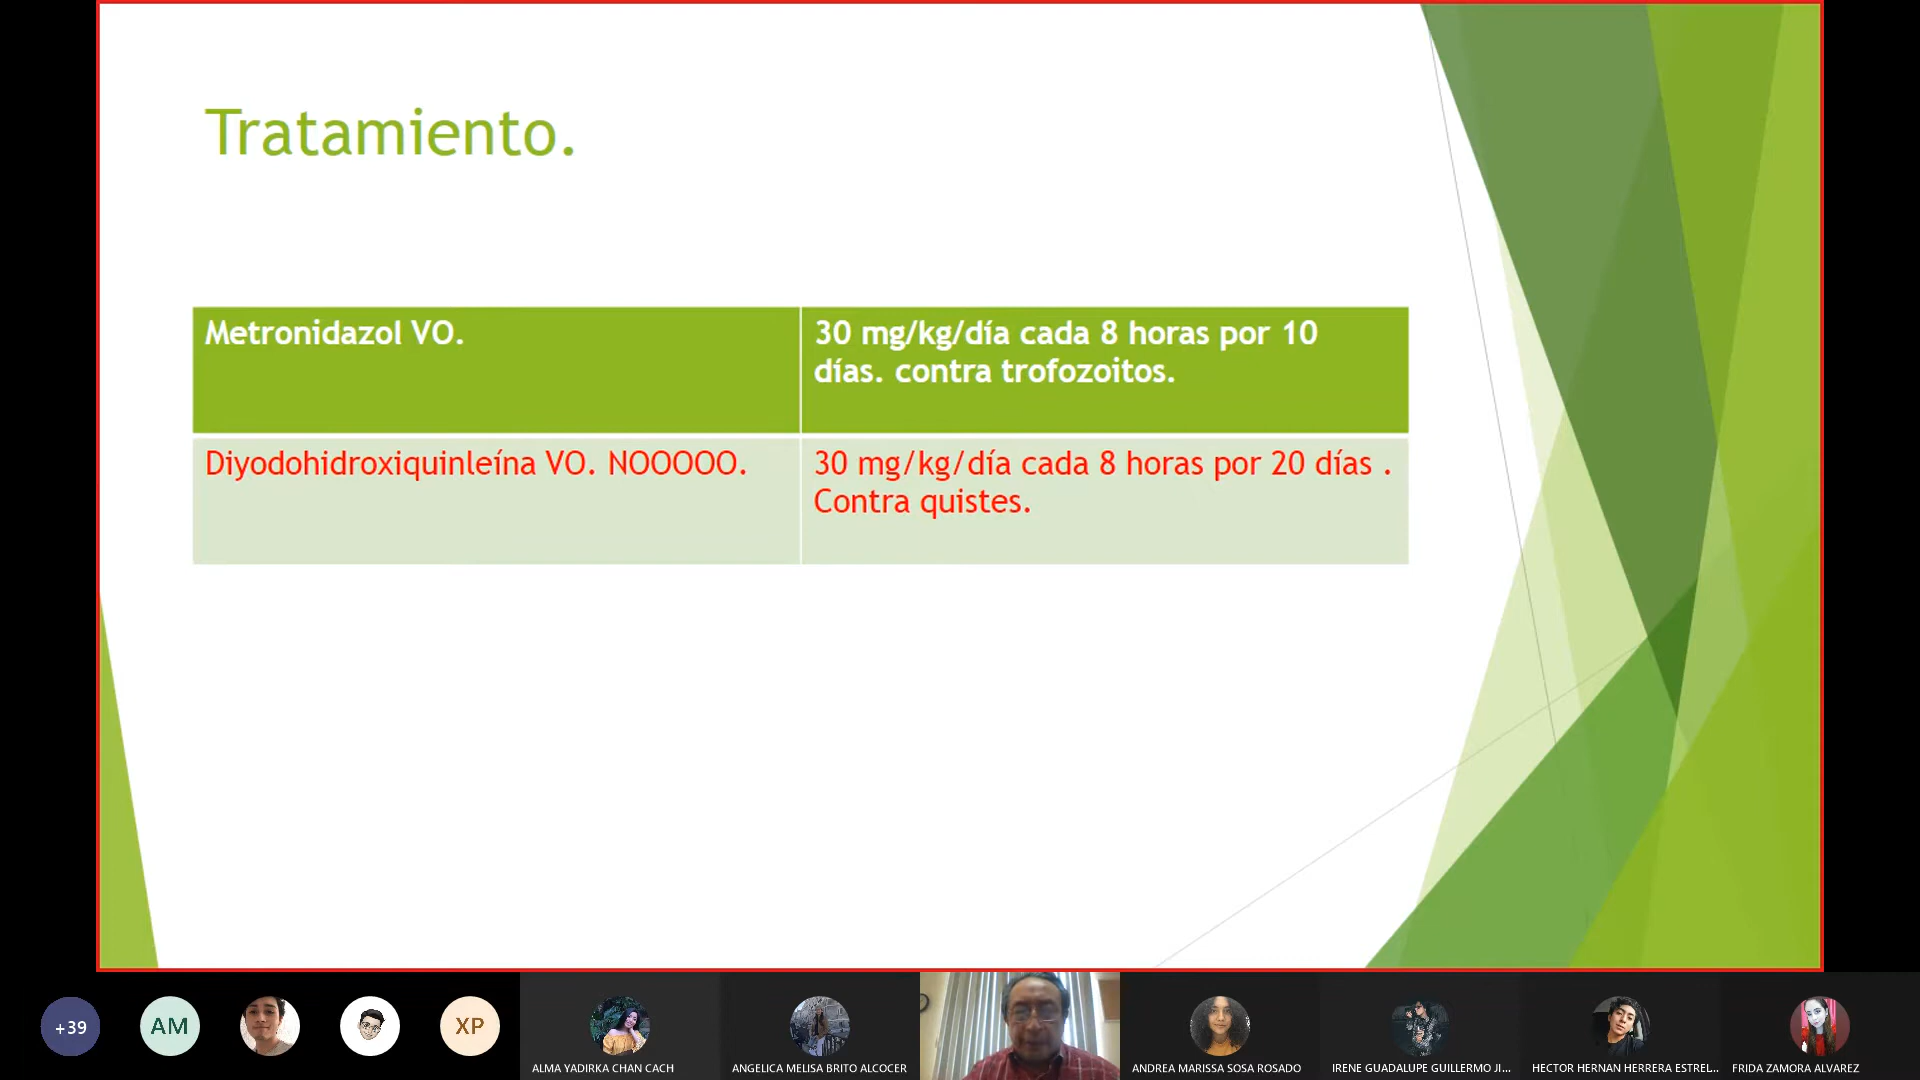 Tratamiento.
Metronidazol VO.
30 mg/kg/día cada 8 horas por 10
días. contra trofozoitos.
Diyodohidroxiquinleína VO. NOOOOO.
30 mg/kg/día cada 8 horas por 20 días .
Contra quistes.
+39
AM
XP
ALMA YADIRKA CHAN CACH
ANGELICA MELISA BRITO ALCOCER
ANDREA MARISSA SOSA ROSADO
IRENE GUADALUPE GUILLERMO JI...
HECTOR HERNAN HERRERA ESTREL...
FRIDA ZAMORA ALVAREZ